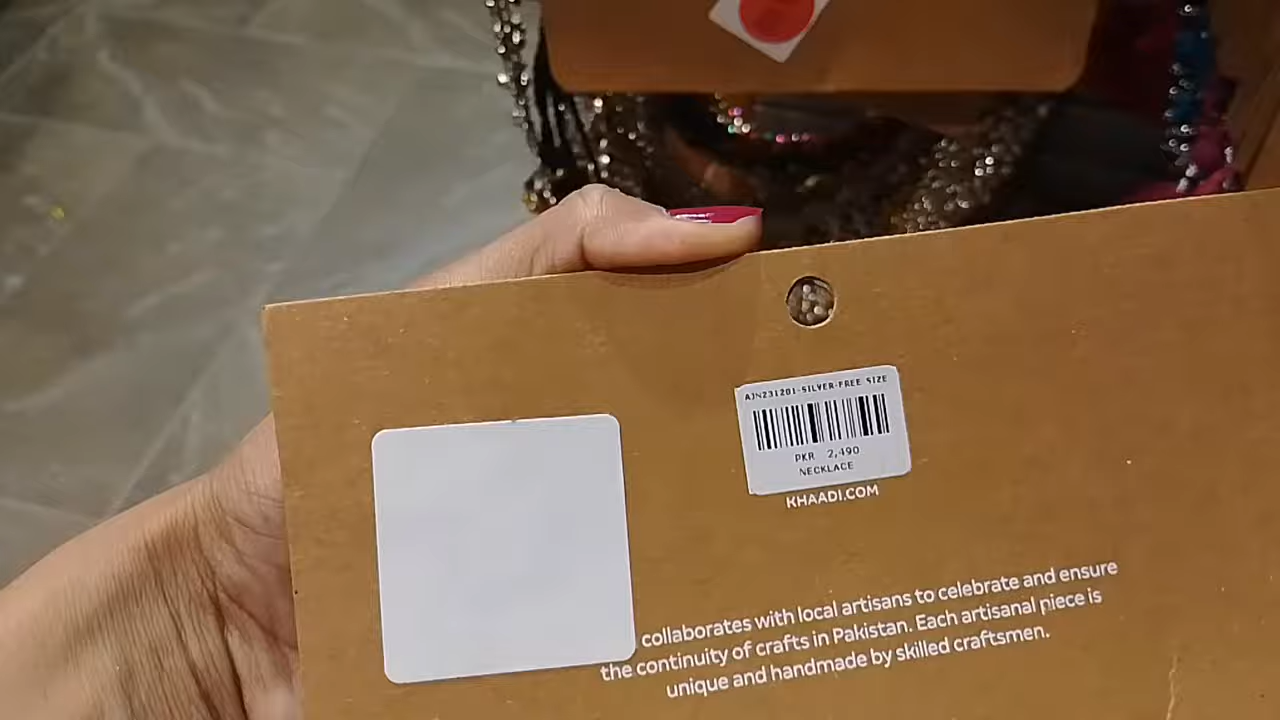 AJN231201-SILVER-FREE SIZE
PKR 2,490
NECKLACE
KHAADI.COM
collaborates with local artisans to celebrate and ensure
the continuity of crafts in Pakistan. Each artisanal piece is
unique and handmade by skilled craftsmen.